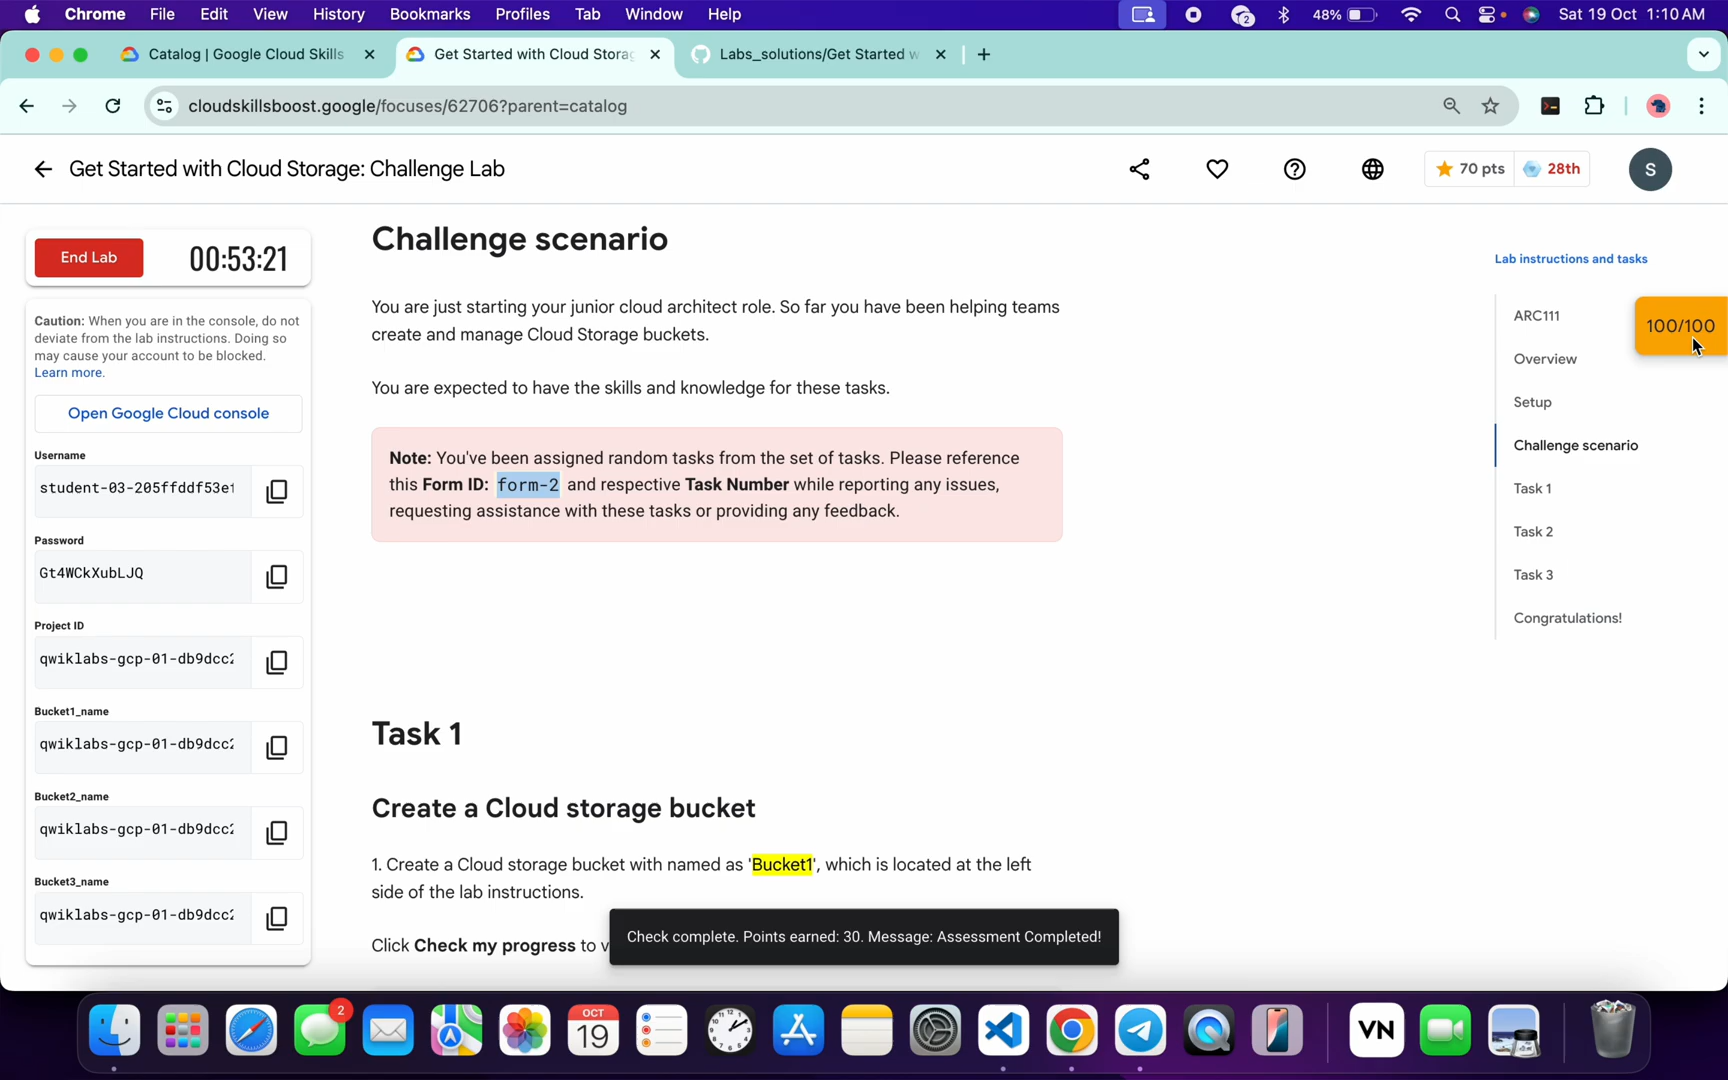 Chrome File Edit View History Bookmarks Profiles Tab Window Help
2 48% Sat 19 Oct 1:10 AM
Catalog | Google Cloud Skills
Get Started with Cloud Stora
Labs_solutions/Get Started w
cloudskillsboost.google/focuses/62706?parent=catalog
Get Started with Cloud Storage: Challenge Lab
70 pts 28th
S
End Lab
00:53:21
Caution: When you are in the console, do not
deviate from the lab instructions. Doing so
may cause your account to be blocked.
Learn more.
Open Google Cloud console
Username
student-03-205ffddf53ef
Password
Gt4WCkXubLJQ
Project ID
qwiklabs-gcp-01-db9dcc2
Bucket1_name
qwiklabs-gcp-01-db9dcc2
Bucket2_name
qwiklabs-gcp-01-db9dcc2
Bucket3_name
qwiklabs-gcp-01-db9dcc2
Challenge scenario
You are just starting your junior cloud architect role. So far you have been helping teams
create and manage Cloud Storage buckets.
You are expected to have the skills and knowledge for these tasks.
Note: You've been assigned random tasks from the set of tasks. Please reference
this Form ID: form-2 and respective Task Number while reporting any issues,
requesting assistance with these tasks or providing any feedback.
Task 1
Create a Cloud storage bucket
1. Create a Cloud storage bucket with named as 'Bucket1', which is located at the left
side of the lab instructions.
Click Check my progress to v
Check complete. Points earned: 30. Message: Assessment Completed!
Lab instructions and tasks
ARC111
Overview
Setup
Challenge scenario
Task 1
Task 2
Task 3
Congratulations!
100/100
2
OCT
19
VN